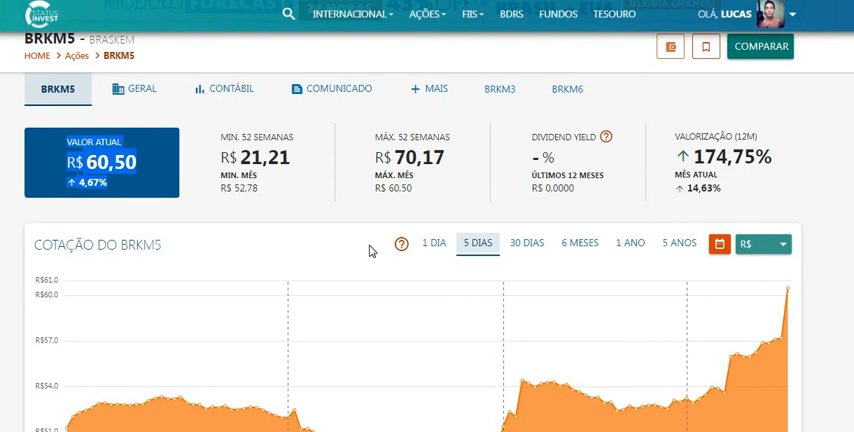 STATUS INVEST
INTERNACIONAL AÇÕES FIIS BDRS FUNDOS TESOURO OLÁ, LUCAS
BRKM5 - BRASKEM
HOME > Ações > BRKM5
COMPARAR
BRKM5 GERAL CONTÁBIL COMUNICADO + MAIS BRKM3 BRKM6
VALOR ATUAL
R$ 60,50
4,67%
MIN. 52 SEMANAS
R$ 21,21
MIN. MÊS
R$ 52,78
MÁX. 52 SEMANAS
R$ 70,17
MÁX. MÊS
R$ 60,50
DIVIDEND YIELD ?
- %
ÚLTIMOS 12 MESES
R$ 0,0000
VALORIZAÇÃO (12M)
174,75%
MÊS ATUAL
14,63%
COTAÇÃO DO BRKM5
? 1 DIA 5 DIAS 30 DIAS 6 MESES 1 ANO 5 ANOS R$
R$61.0
R$60.0
R$57.0
R$54.0
R$51.0